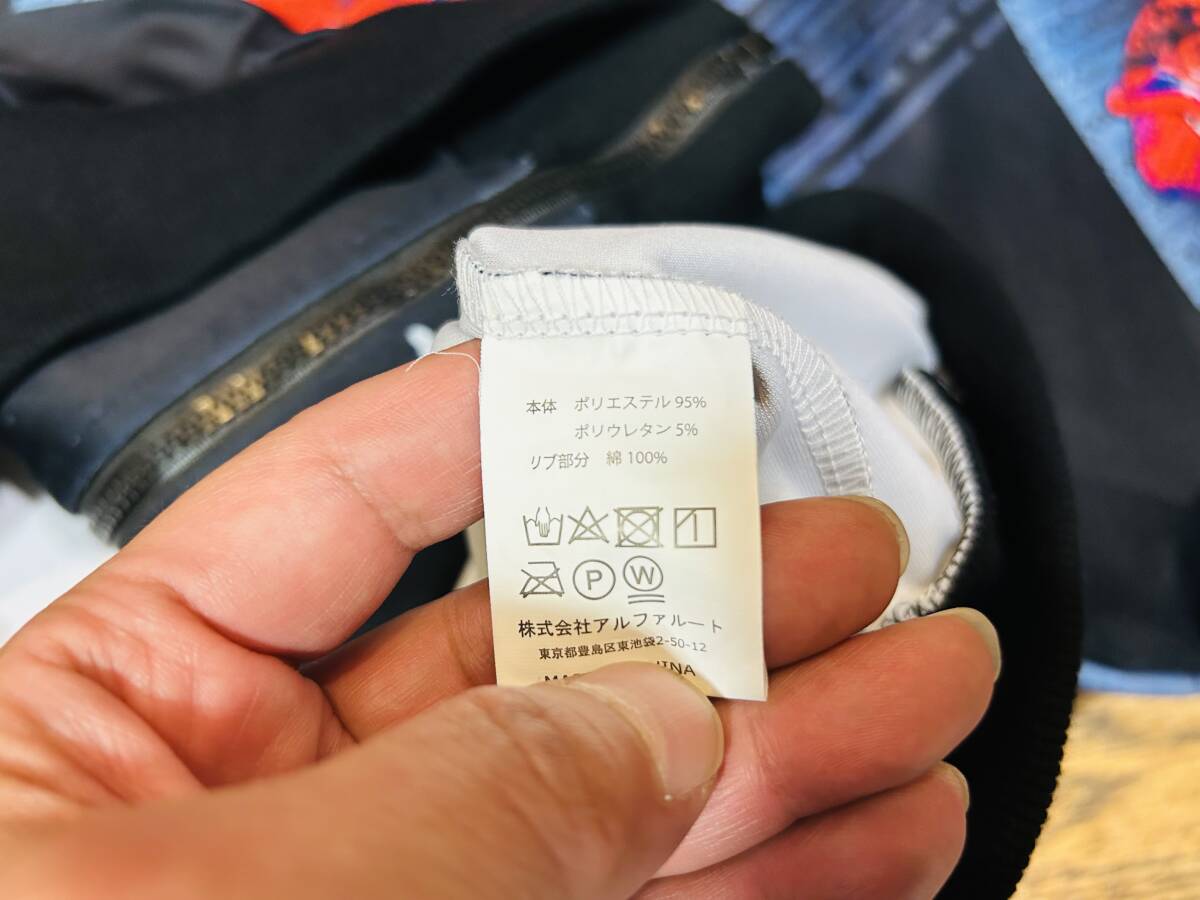 本体 ポリエステル 95%
ポリウレタン 5%
リブ部分 綿 100%
P W
株式会社アルファルート
東京都豊島区東池袋2-50-12